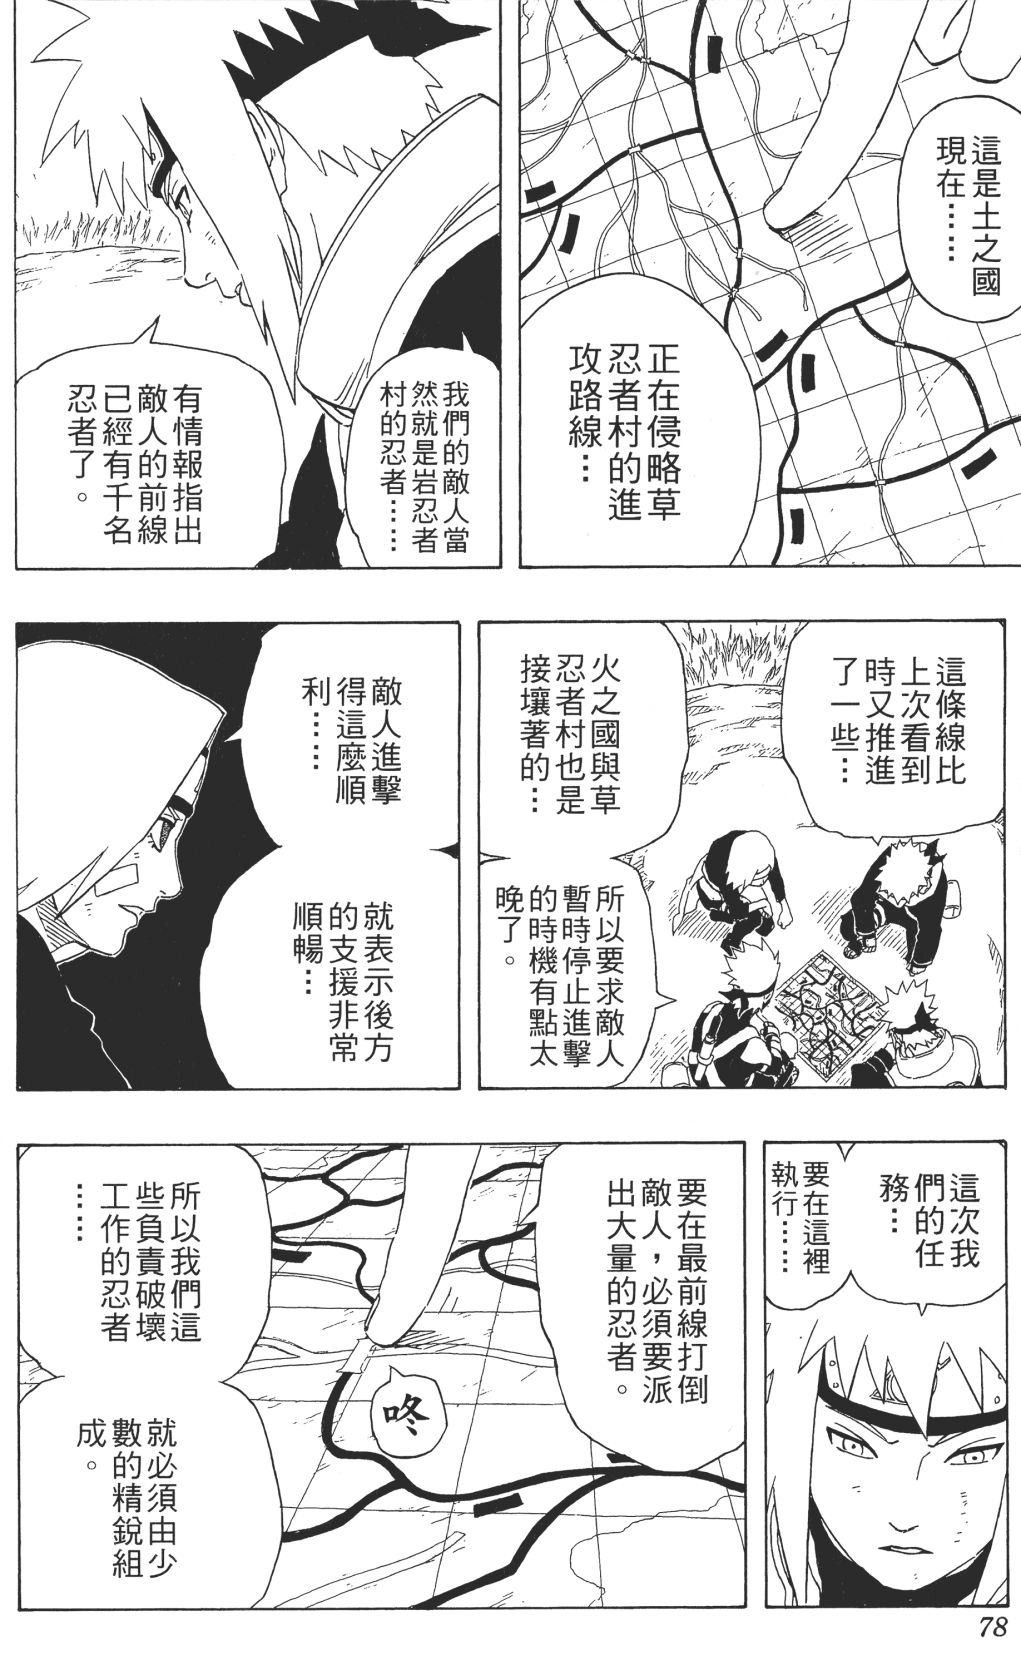 這是土之國
現在……
正在侵略草
忍者村的進
攻路線…
我們的敵人當
然就是岩忍者
村的忍者……
有情報指出
敵人的前線
已經有千名
忍者了。
這條線比
上次看到
時又推進
了一些…
火之國與草
忍者村也是
接壤著的…
所以要求敵人
暫時停止進擊
的時機有點太
晚了。
敵人進擊
得這麼順
利……
就表示後方
的支援非常
順暢…
這次我
們的任
務…
要在這裡
執行……
要在最前線打倒
敵人，必須要派
出大量的忍者。
咚
所以我們這
些負責破壞
工作的忍者
……
就必須由少
數的精銳組
成。
78